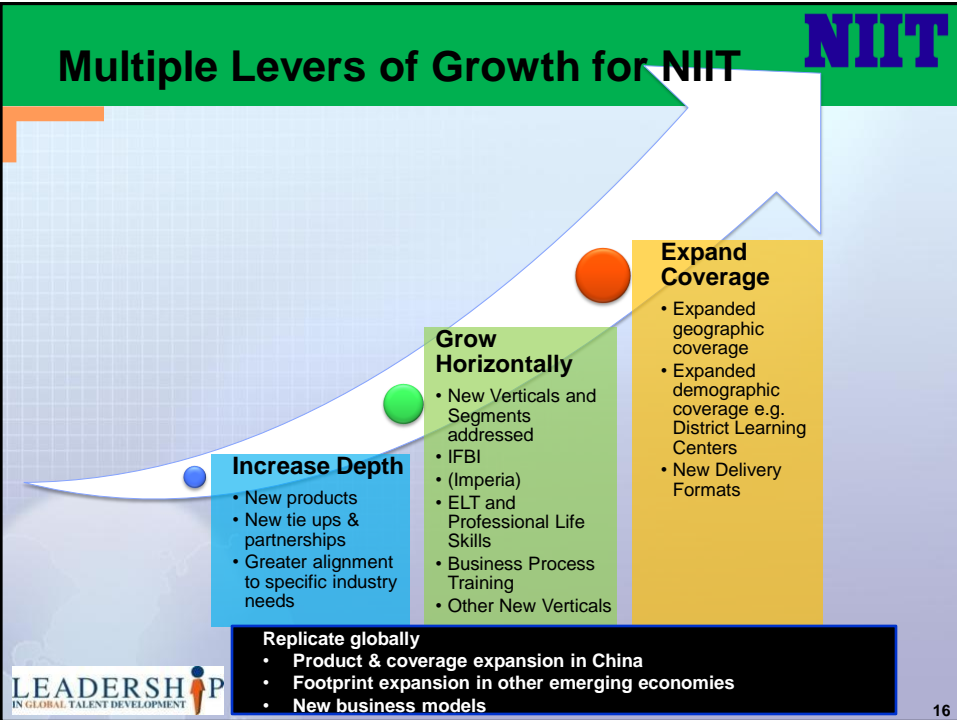 Multiple Levers of Growth for NIIT
NIIT
Increase Depth
• New products
• New tie ups &
partnerships
• Greater alignment
to specific industry
needs
Grow
Horizontally
• New Verticals and
Segments
addressed
• IFBI
• (Imperia)
• ELT and
Professional Life
Skills
• Business Process
Training
• Other New Verticals
Expand
Coverage
• Expanded
geographic
coverage
• Expanded
demographic
coverage e.g.
District Learning
Centers
• New Delivery
Formats
Replicate globally
• Product & coverage expansion in China
• Footprint expansion in other emerging economies
• New business models
LEADERSHIP
IN GLOBAL TALENT DEVELOPMENT
16